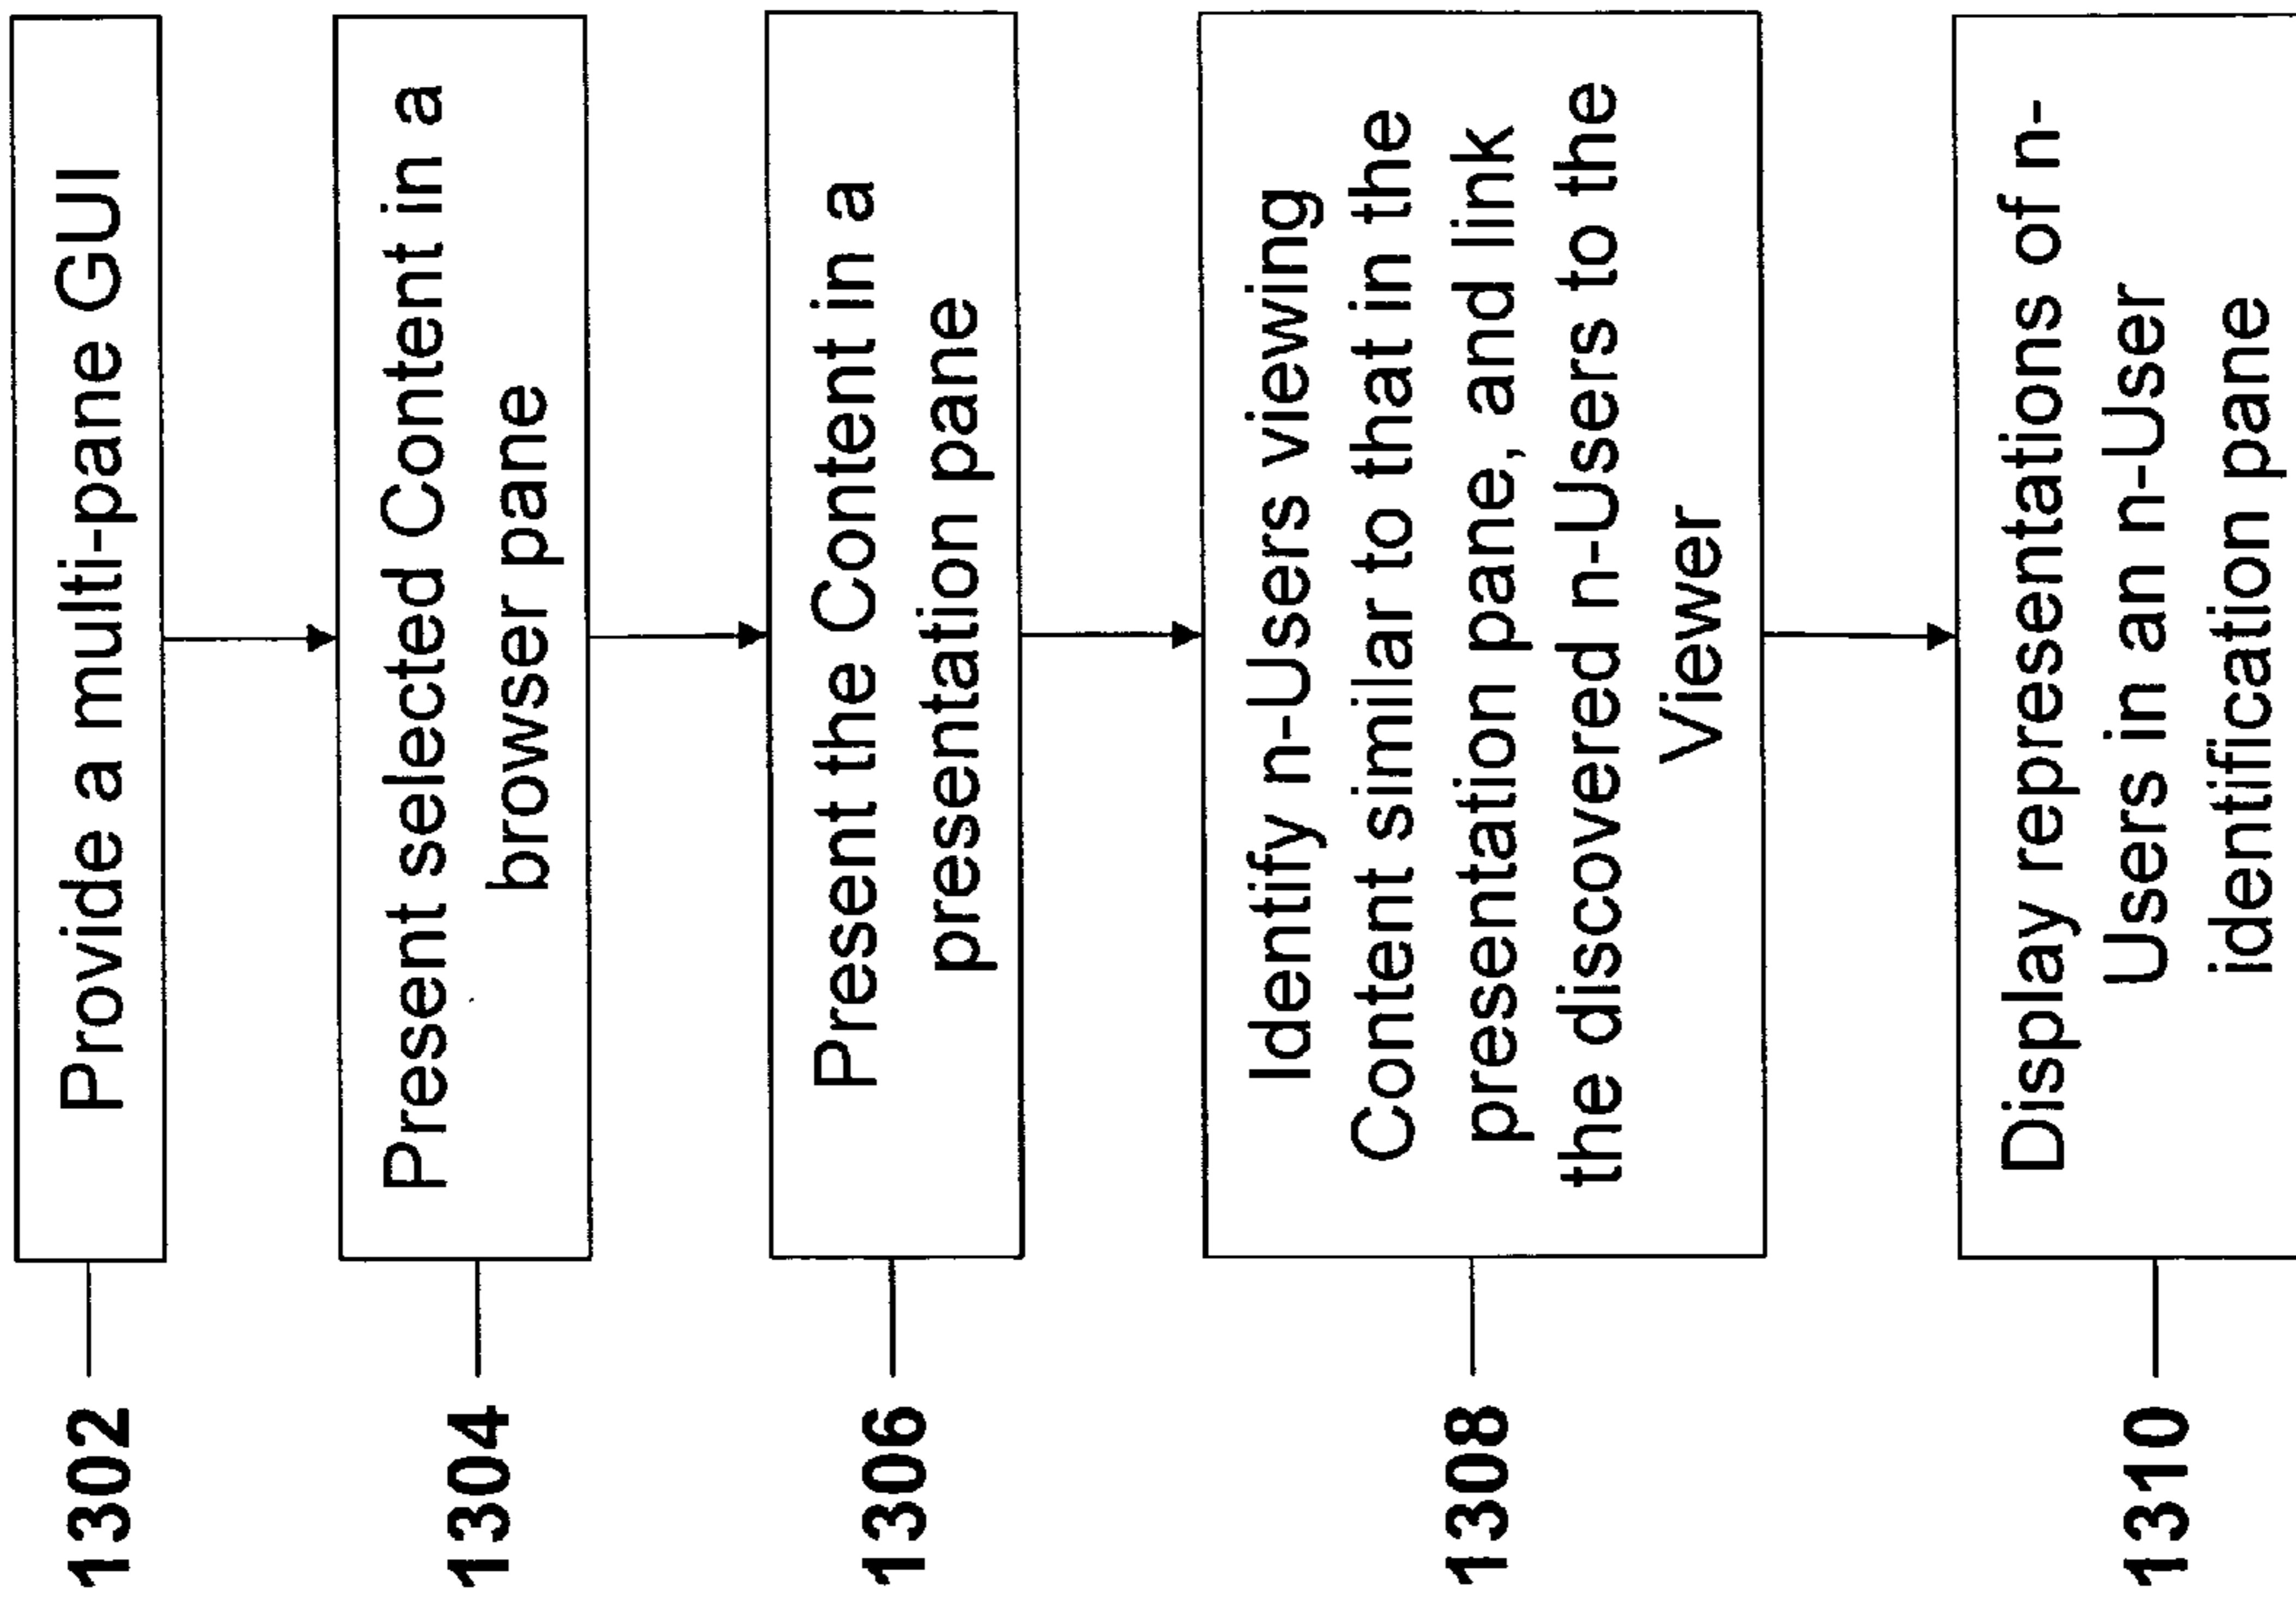 1302
Provide a multi-pane GUI
1304
Present selected Content in a
browser pane
1306
Present the Content in a
presentation pane
1308
Identify n-Users viewing
Content similar to that in the
presentation pane, and link
the discovered n-Users to the
Viewer
1310
Display representations of n-
Users in an n-User
identification pane